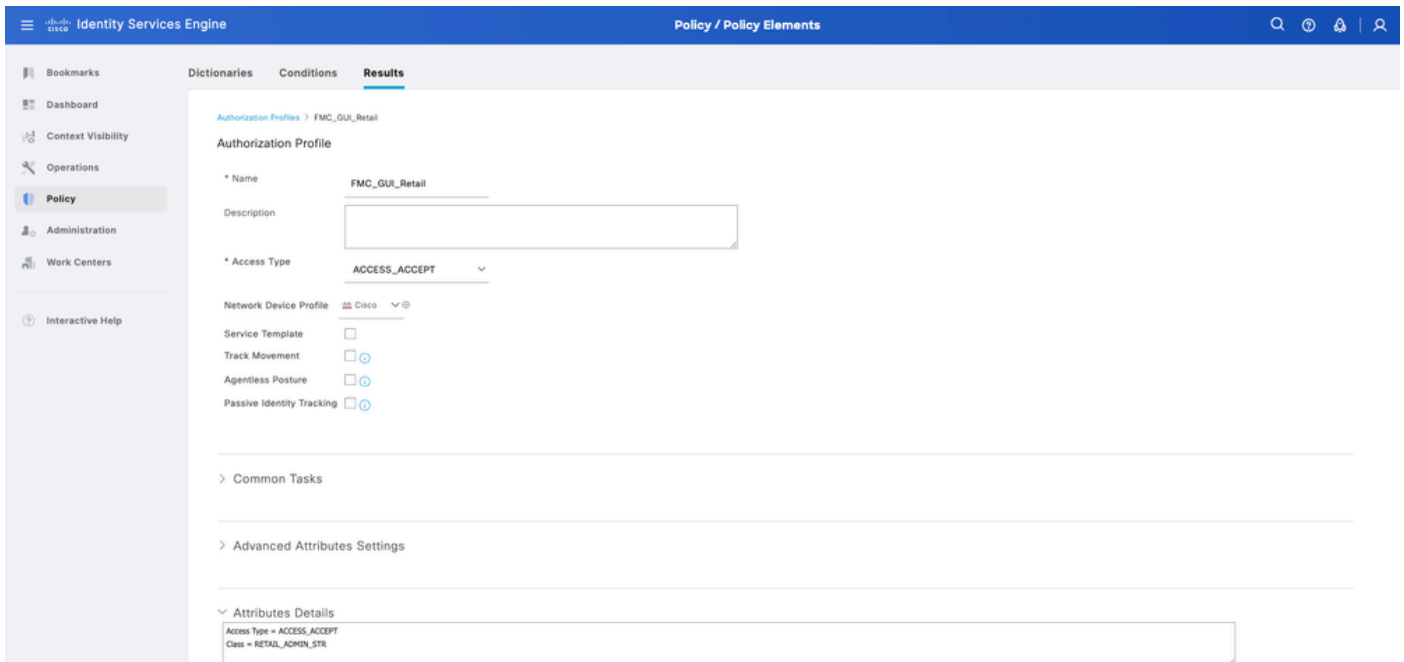 cisco Identity Services Engine
Policy / Policy Elements
Bookmarks
Dashboard
Context Visibility
Operations
Policy
Administration
Work Centers
Interactive Help
Dictionaries Conditions Results
Authorization Profiles > FMC_GUI_Retail
Authorization Profile
* Name FMC_GUI_Retail
Description
* Access Type ACCESS_ACCEPT
Network Device Profile Cisco
Service Template
Track Movement
Agentless Posture
Passive Identity Tracking
Common Tasks
Advanced Attributes Settings
Attributes Details
Access Type = ACCESS_ACCEPT
Class = RETAIL_ADMIN_STR